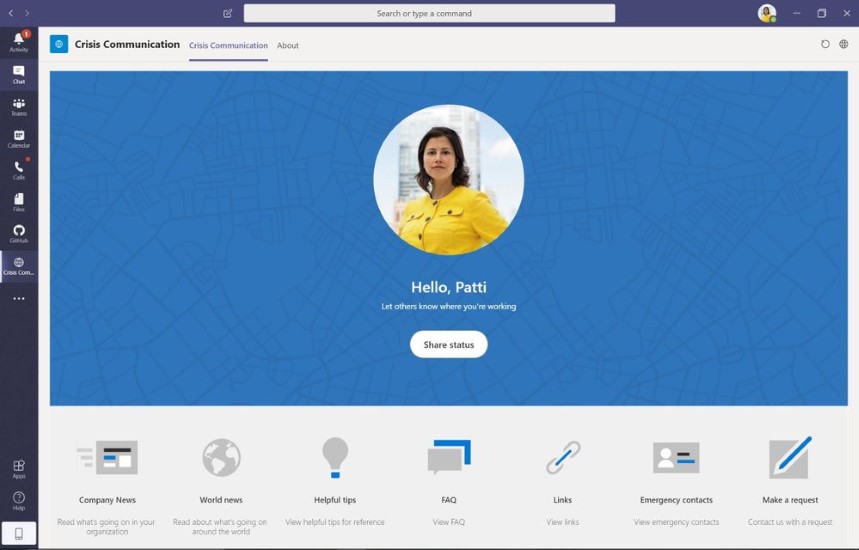 Search or type a command
1
Activity
Chat
Teams
Calendar
Calls
Files
GitHub
Crisis Com...
Apps
Help
Crisis Communication
Crisis Communication
About
Hello, Patti
Let others know where you're working
Share status
Company News
Read what's going on in your
organization
World news
Read about what's going on
around the world
Helpful tips
View helpful tips for reference
FAQ
View FAQ
Links
View links
Emergency contacts
View emergency contacts
Make a request
Contact us with a request